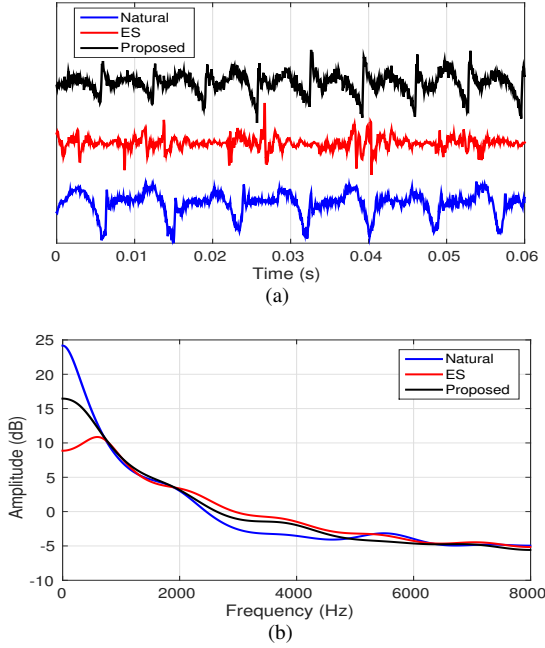 Natural
ES
Proposed
0 0.01 0.02 0.03 0.04 0.05 0.06
Time (s)
(a)
25
20
15
10
5
0
-5
-10
Amplitude (dB)
Natural
ES
Proposed
0 2000 4000 6000 8000
Frequency (Hz)
(b)